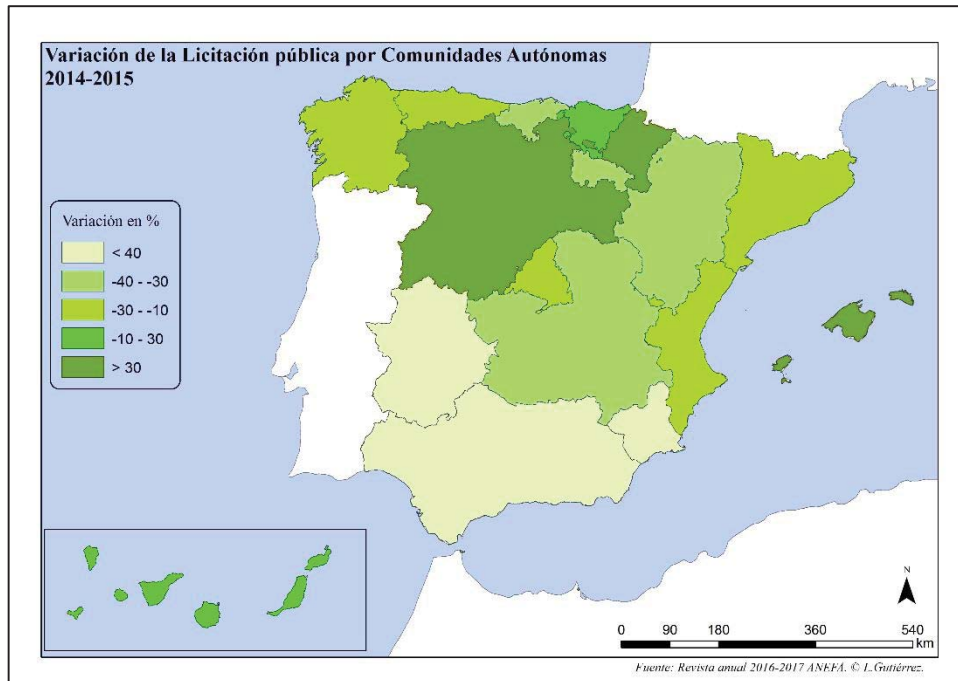 Variación de la Licitación pública por Comunidades Autónomas
2014-2015
Variación en %
< 40
-40 - -30
-30 - -10
-10 - 30
> 30
N
0 90 180 360 540
km
Fuente: Revista anual 2016-2017 ANEFA. © L.Gutiérrez.